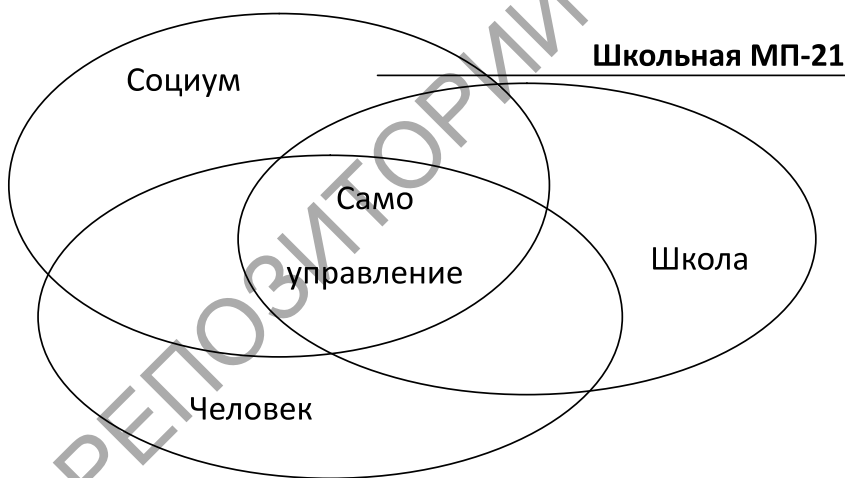 Школьная МП-21
Социум
Само
управление
Школа
Человек
РЕПОЗИТОРИЙ